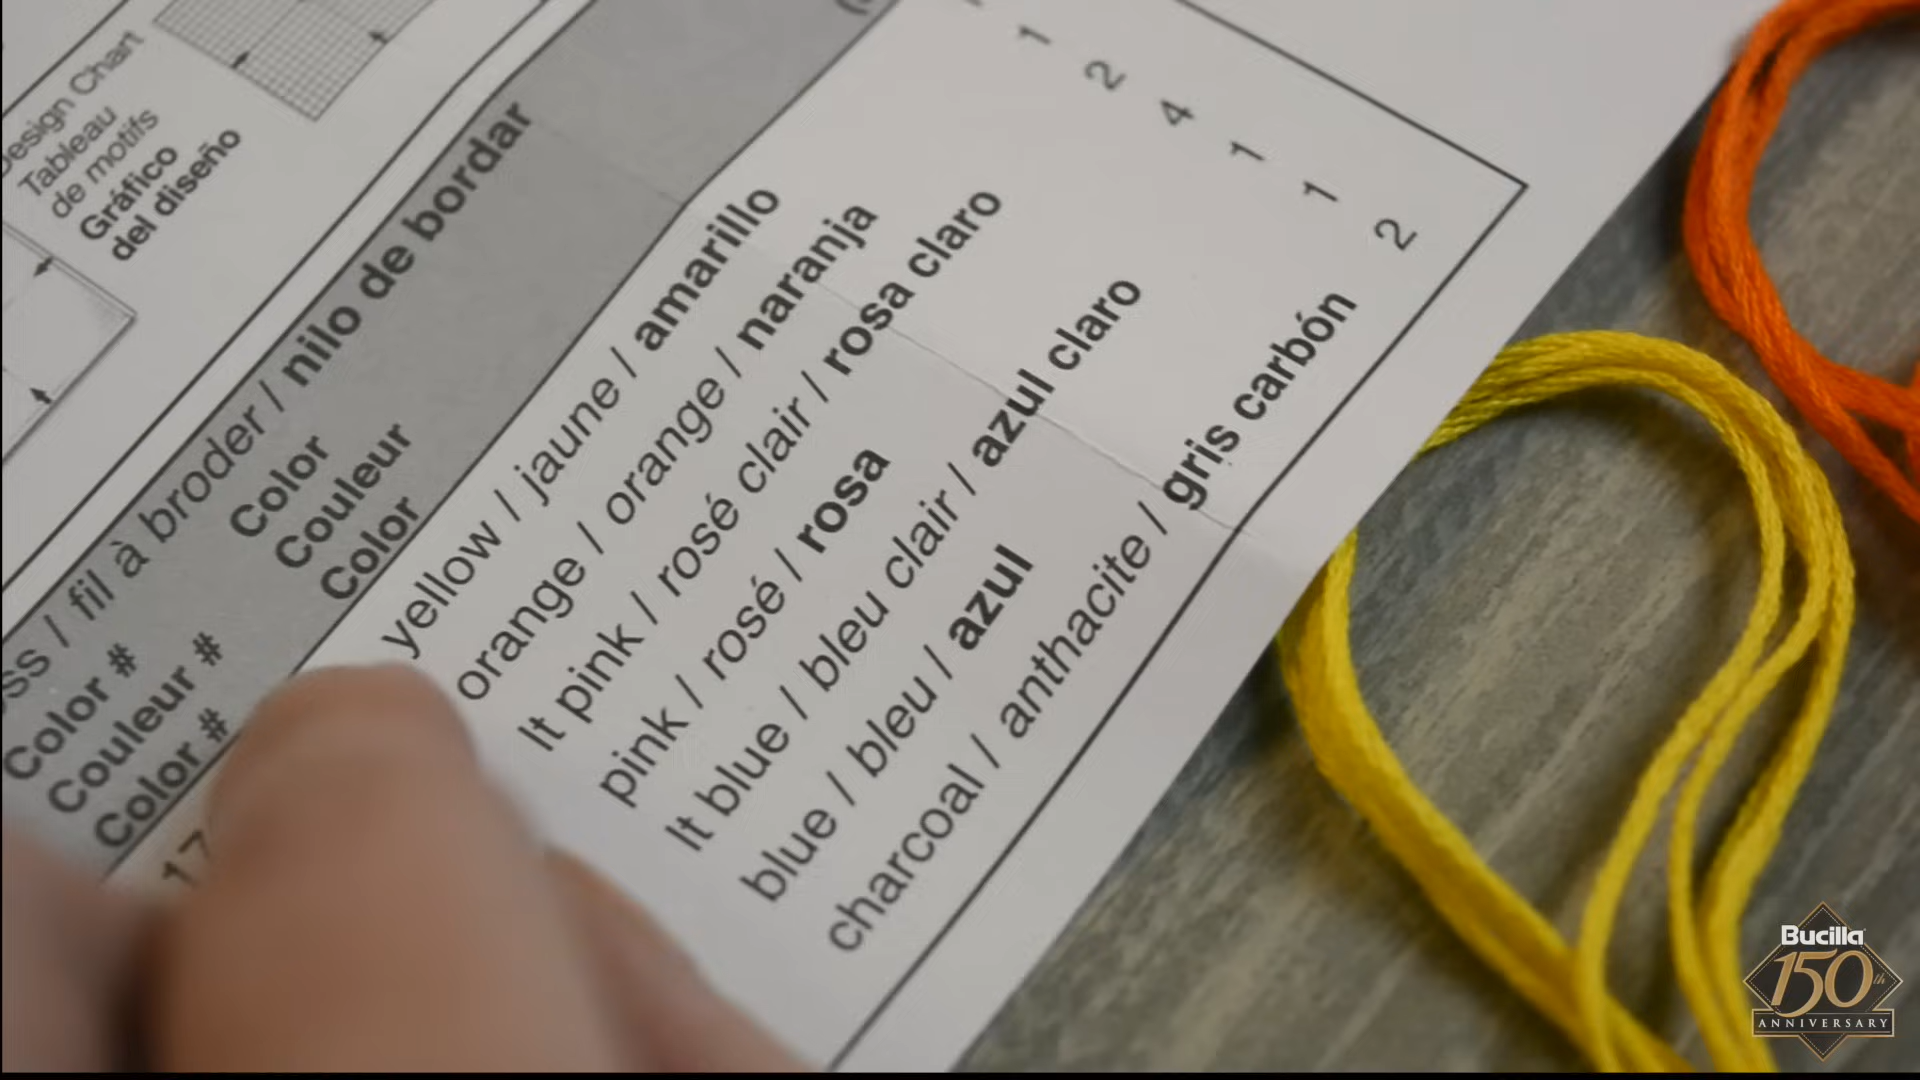 Design Chart
Tableau
de motifs
Gráfico
del diseño
ss / fil à broder / nilo de bordar
Color # Color
Couleur # Couleur
Color # Color
17 yellow / jaune / amarillo
orange / orange / naranja 1
lt pink / rosé clair / rosa claro 2
pink / rosé / rosa 4
lt blue / bleu clair / azul claro 1
blue / bleu / azul 1
charcoal / anthacite / gris carbón 2
Bucilla
150th
ANNIVERSARY